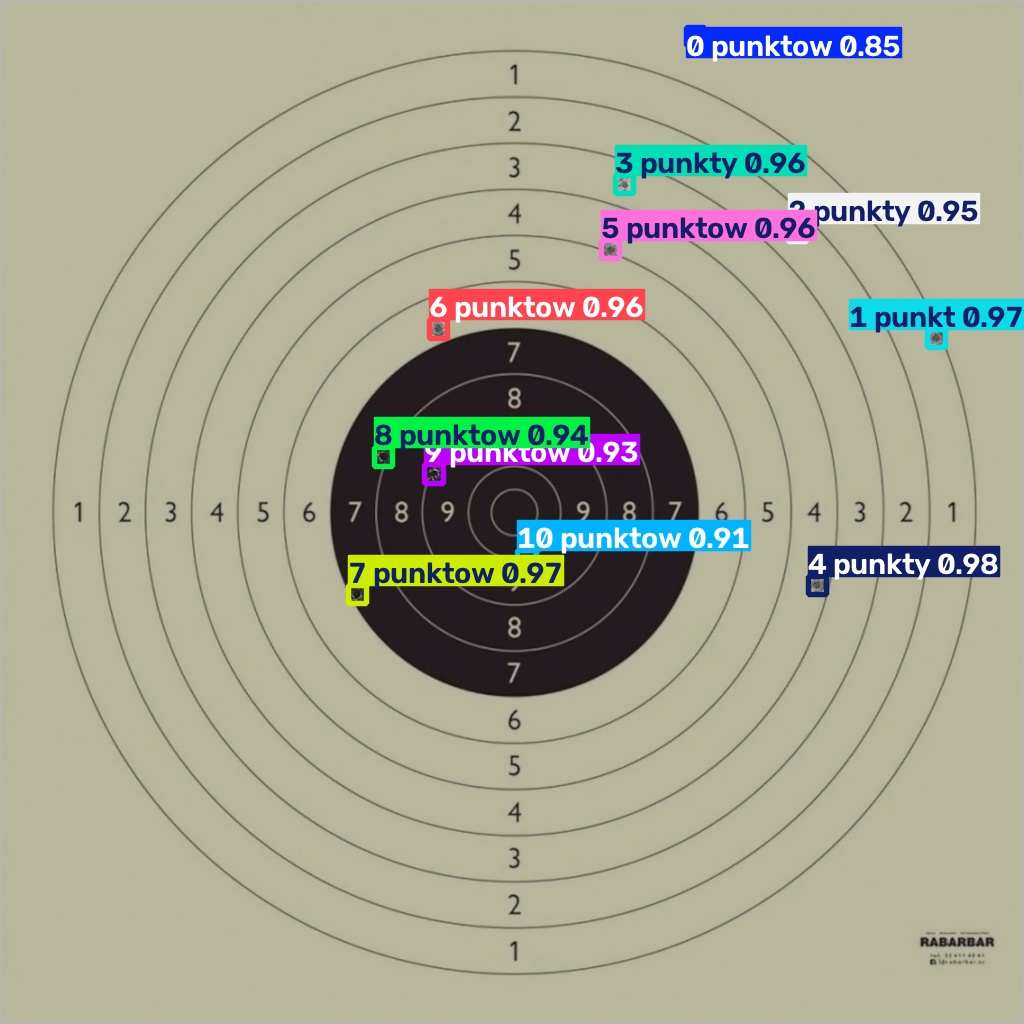 0 punktow 0.85
1
2
3 punkty 0.96
3
punkty 0.95
4
5 punktow 0.96
5
6 punktow 0.96
1 punkt 0.97
7
8
8 punktow 0.94
9 punktow 0.93
1 2 3 4 5 6 7 8 9 9 8 7 6 5 4 3 2 1
10 punktow 0.91
4 punkty 0.98
7 punktow 0.97
8
7
6
5
4
3
2
1
RABARBAR